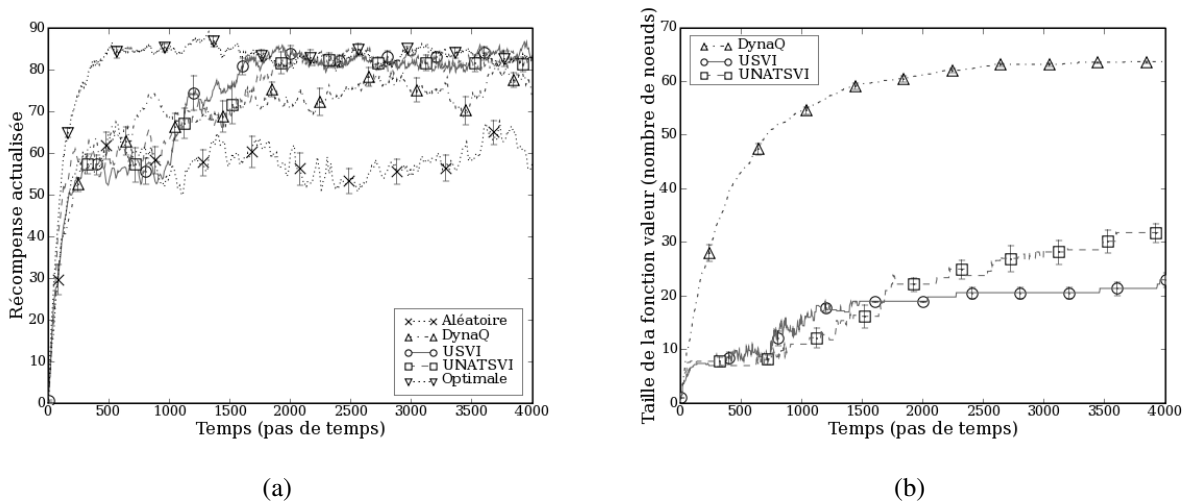 90
80
70
60
50
40
30
20
10
0
Récompense actualisée
0 500 1000 1500 2000 2500 3000 3500 4000
Temps (pas de temps)
Aléatoire
DynaQ
USVI
UNATSVI
Optimale
(a)
70
60
50
40
30
20
10
0
Taille de la fonction valeur (nombre de noeuds)
DynaQ
USVI
UNATSVI
0 500 1000 1500 2000 2500 3000 3500 4000
Temps (pas de temps)
(b)